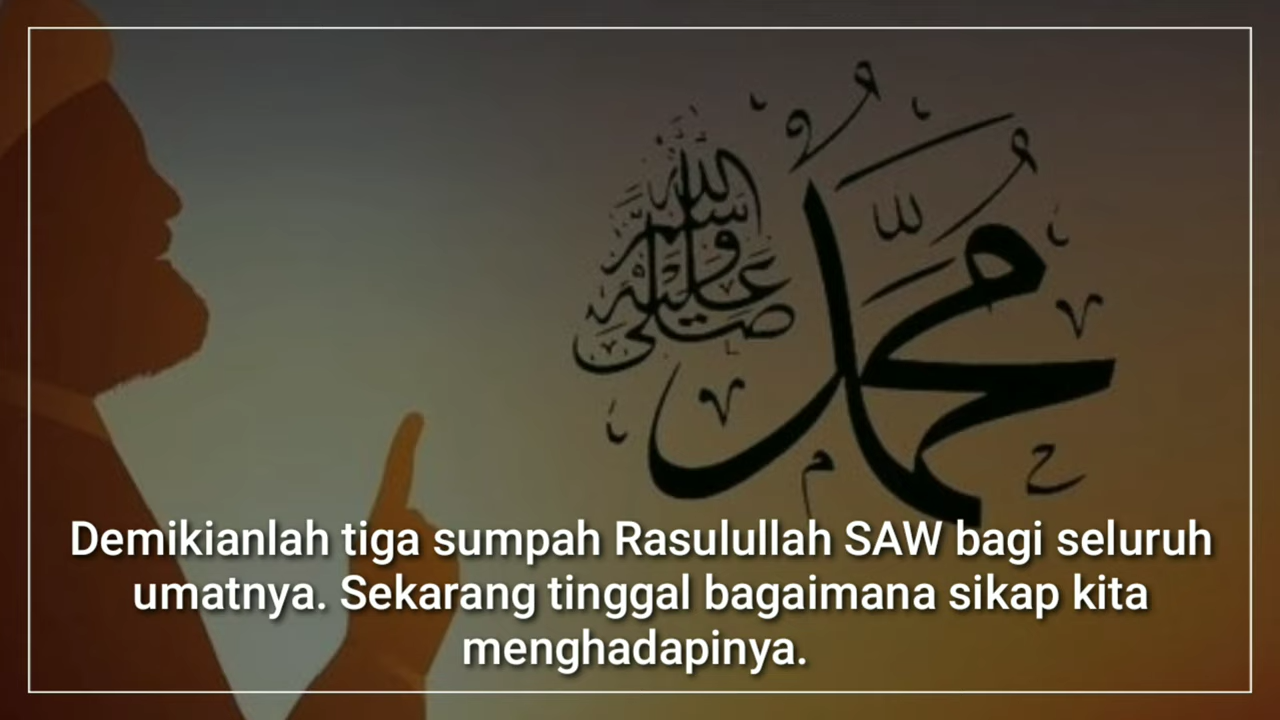 محمد
صلى الله عليه وسلم
Demikianlah tiga sumpah Rasulullah SAW bagi seluruh
umatnya. Sekarang tinggal bagaimana sikap kita
menghadapinya.